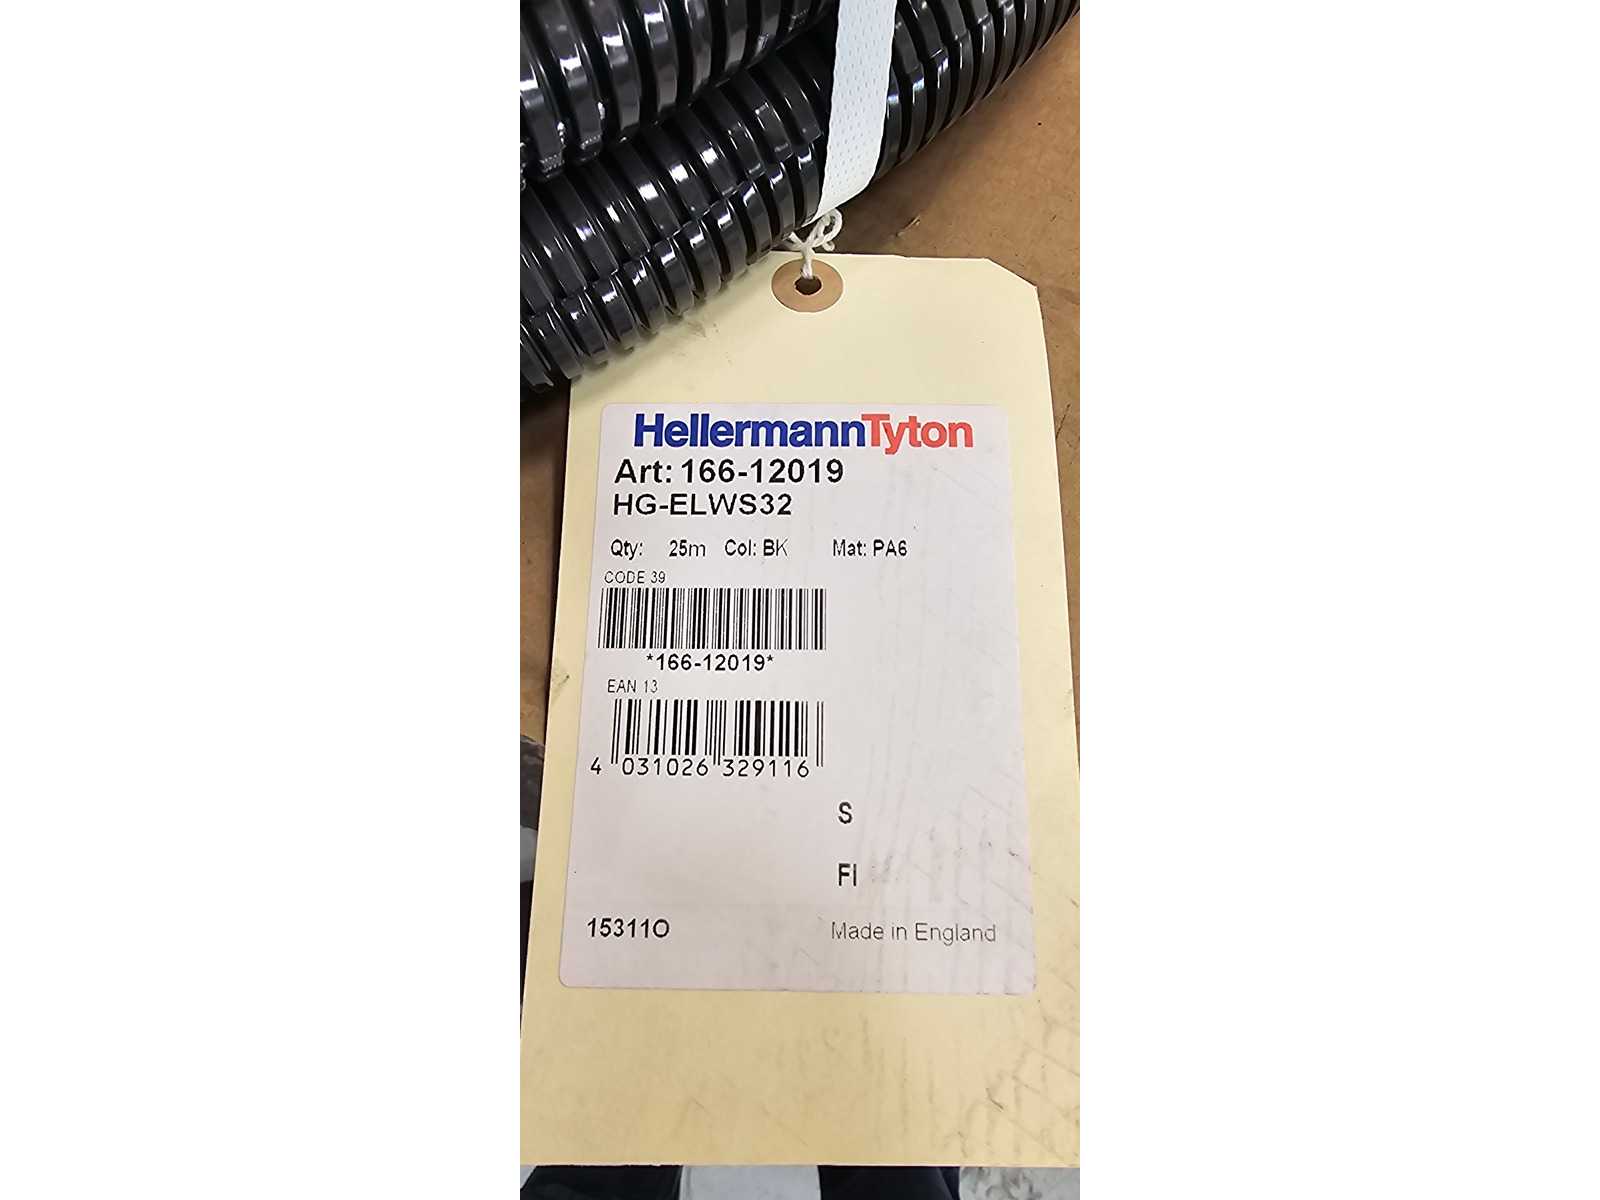 HellermannTyton
Art: 166-12019
HG-ELWS32
Qty: 25m Col: BK Mat: PA6
CODE 39
*166-12019*
EAN 13
4 031026 329116
S
FI
15311O Made in England